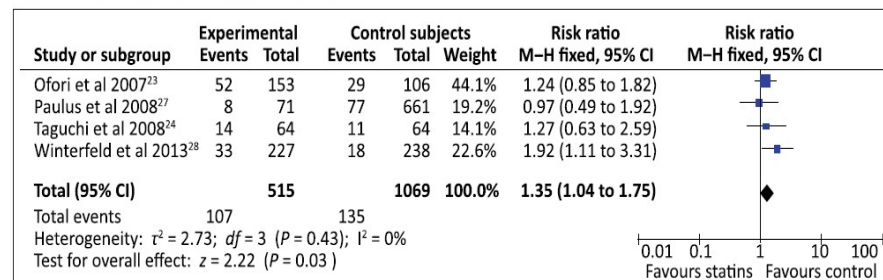 Experimental Control subjects Risk ratio Risk ratio
Study or subgroup Events Total Events Total Weight M–H fixed, 95% CI M–H fixed, 95% CI
Ofori et al 2007²³ 52 153 29 106 44.1% 1.24 (0.85 to 1.82)
Paulus et al 2008²⁷ 8 71 77 661 19.2% 0.97 (0.49 to 1.92)
Taguchi et al 2008²⁴ 14 64 11 64 14.1% 1.27 (0.63 to 2.59)
Winterfeld et al 2013²⁸ 33 227 18 238 22.6% 1.92 (1.11 to 3.31)
Total (95% CI) 515 1069 100.0% 1.35 (1.04 to 1.75)
Total events 107 135
Heterogeneity: τ² = 2.73; df = 3 (P = 0.43); I² = 0%
Test for overall effect: z = 2.22 (P = 0.03 )
0.01 0.1 1 10 100
Favours statins Favours control